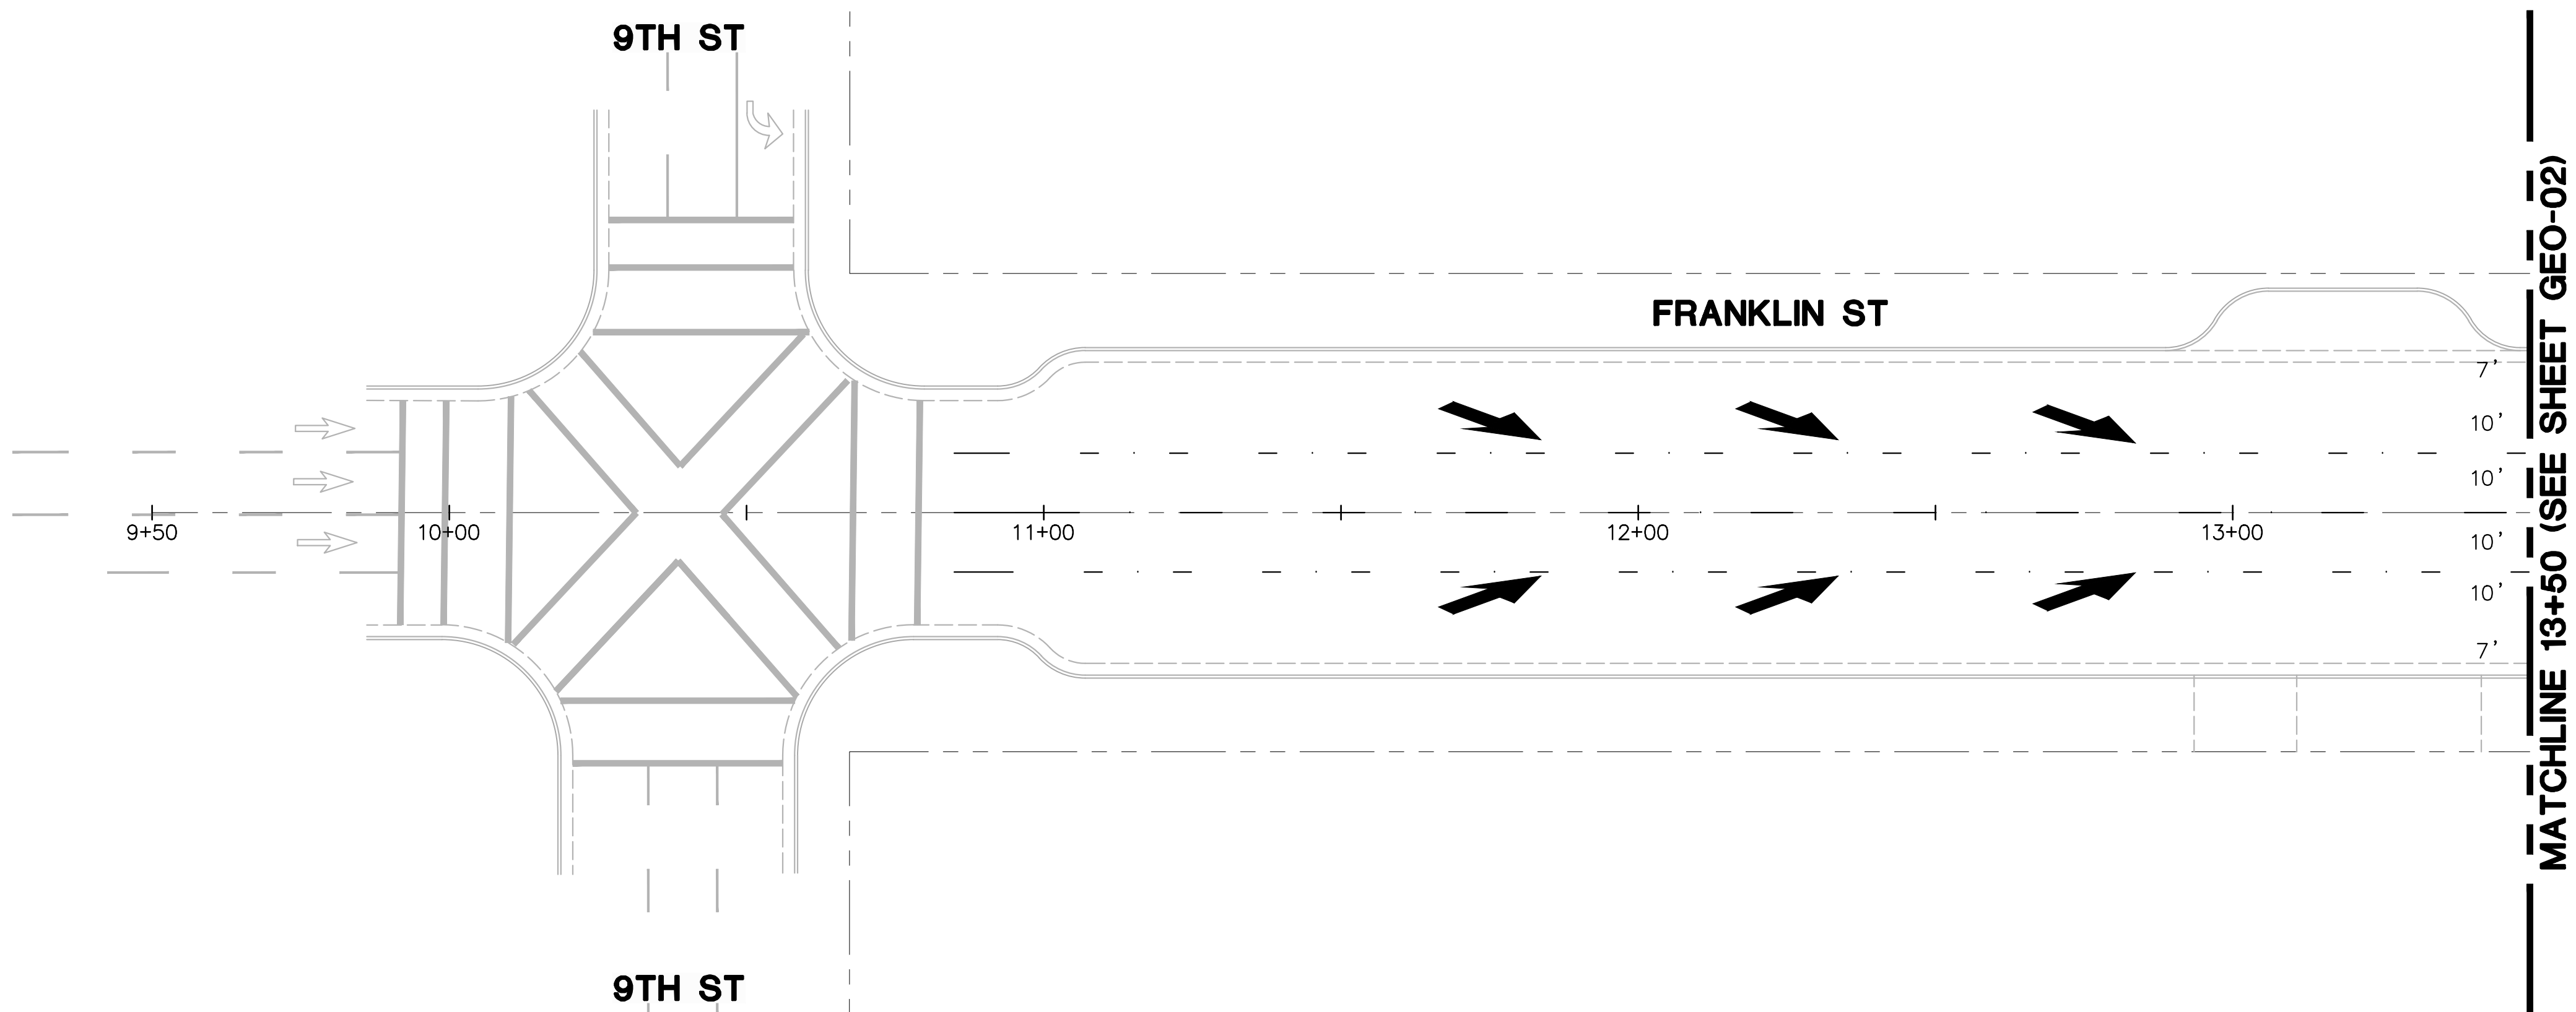 9TH ST
FRANKLIN ST
7'
10'
10'
9+50
10+00
11+00
12+00
13+00
10'
10'
7'
9TH ST
MATCHLINE 13+50 (SEE SHEET GEO-02)